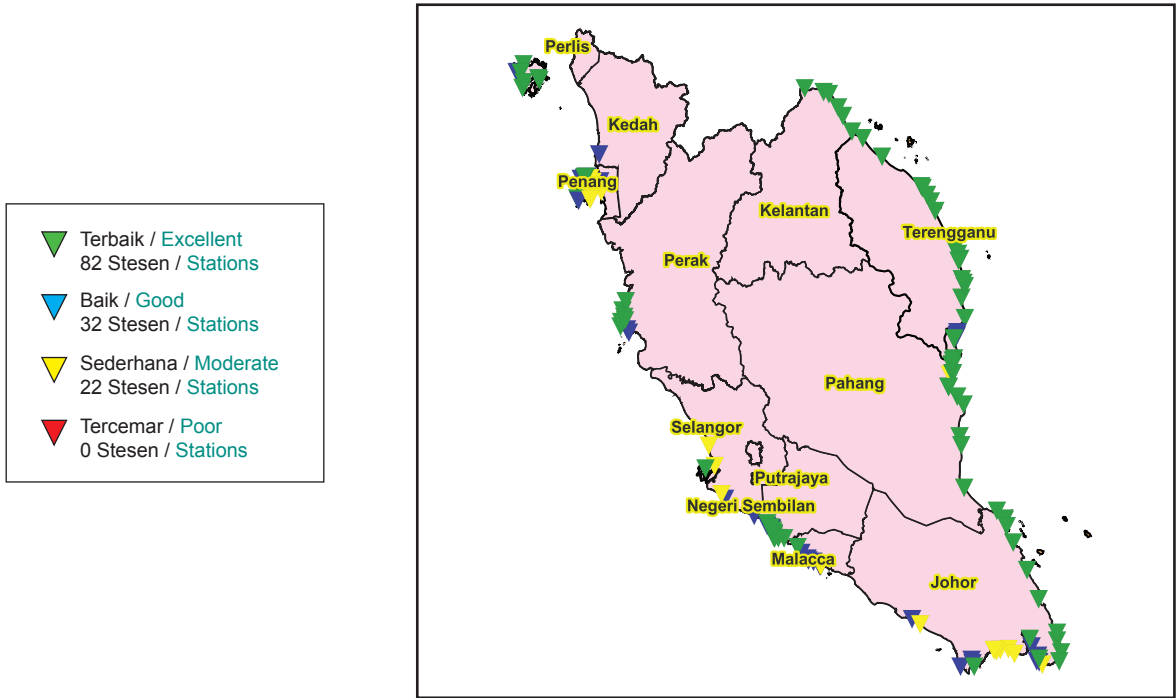 Terbaik / Excellent
82 Stesen / Stations
Baik / Good
32 Stesen / Stations
Sederhana / Moderate
22 Stesen / Stations
Tercemar / Poor
0 Stesen / Stations
Perlis
Kedah
Penang
Kelantan
Terengganu
Perak
Pahang
Selangor
Putrajaya
Negeri Sembilan
Malacca
Johor